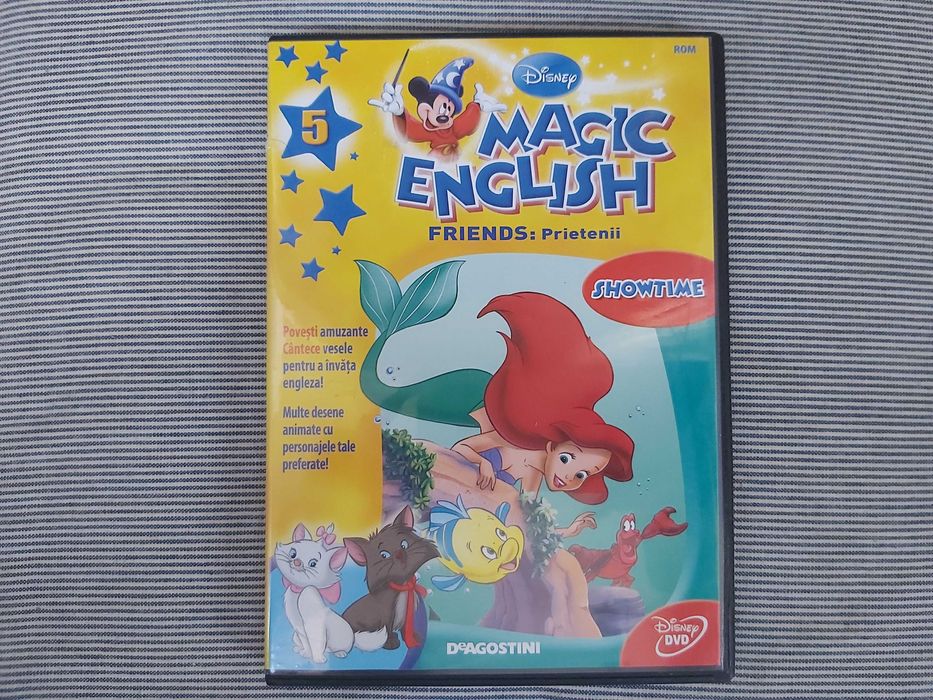 ROM
5
Disney
MAGIC
ENGLISH
FRIENDS: Prietenii
SHOWTIME
Povești amuzante
Cântece vesele
pentru a învăța
engleza!
Multe desene
animate cu
personajele tale
preferate!
DeAGOSTINI
Disney
DVD